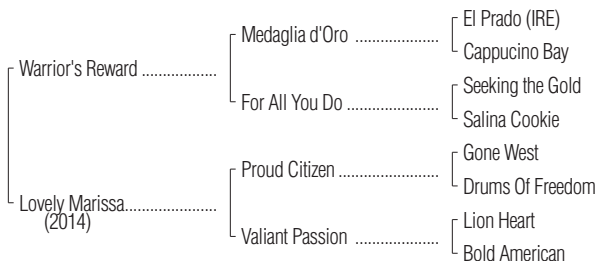 El Prado (IRE)
Medaglia d'Oro ....................
Cappucino Bay
Warrior's Reward ..................
Seeking the Gold
For All You Do ......................
Salina Cookie
Gone West
Proud Citizen ........................
Drums Of Freedom
Lovely Marissa......................
(2014)
Lion Heart
Valiant Passion ....................
Bold American